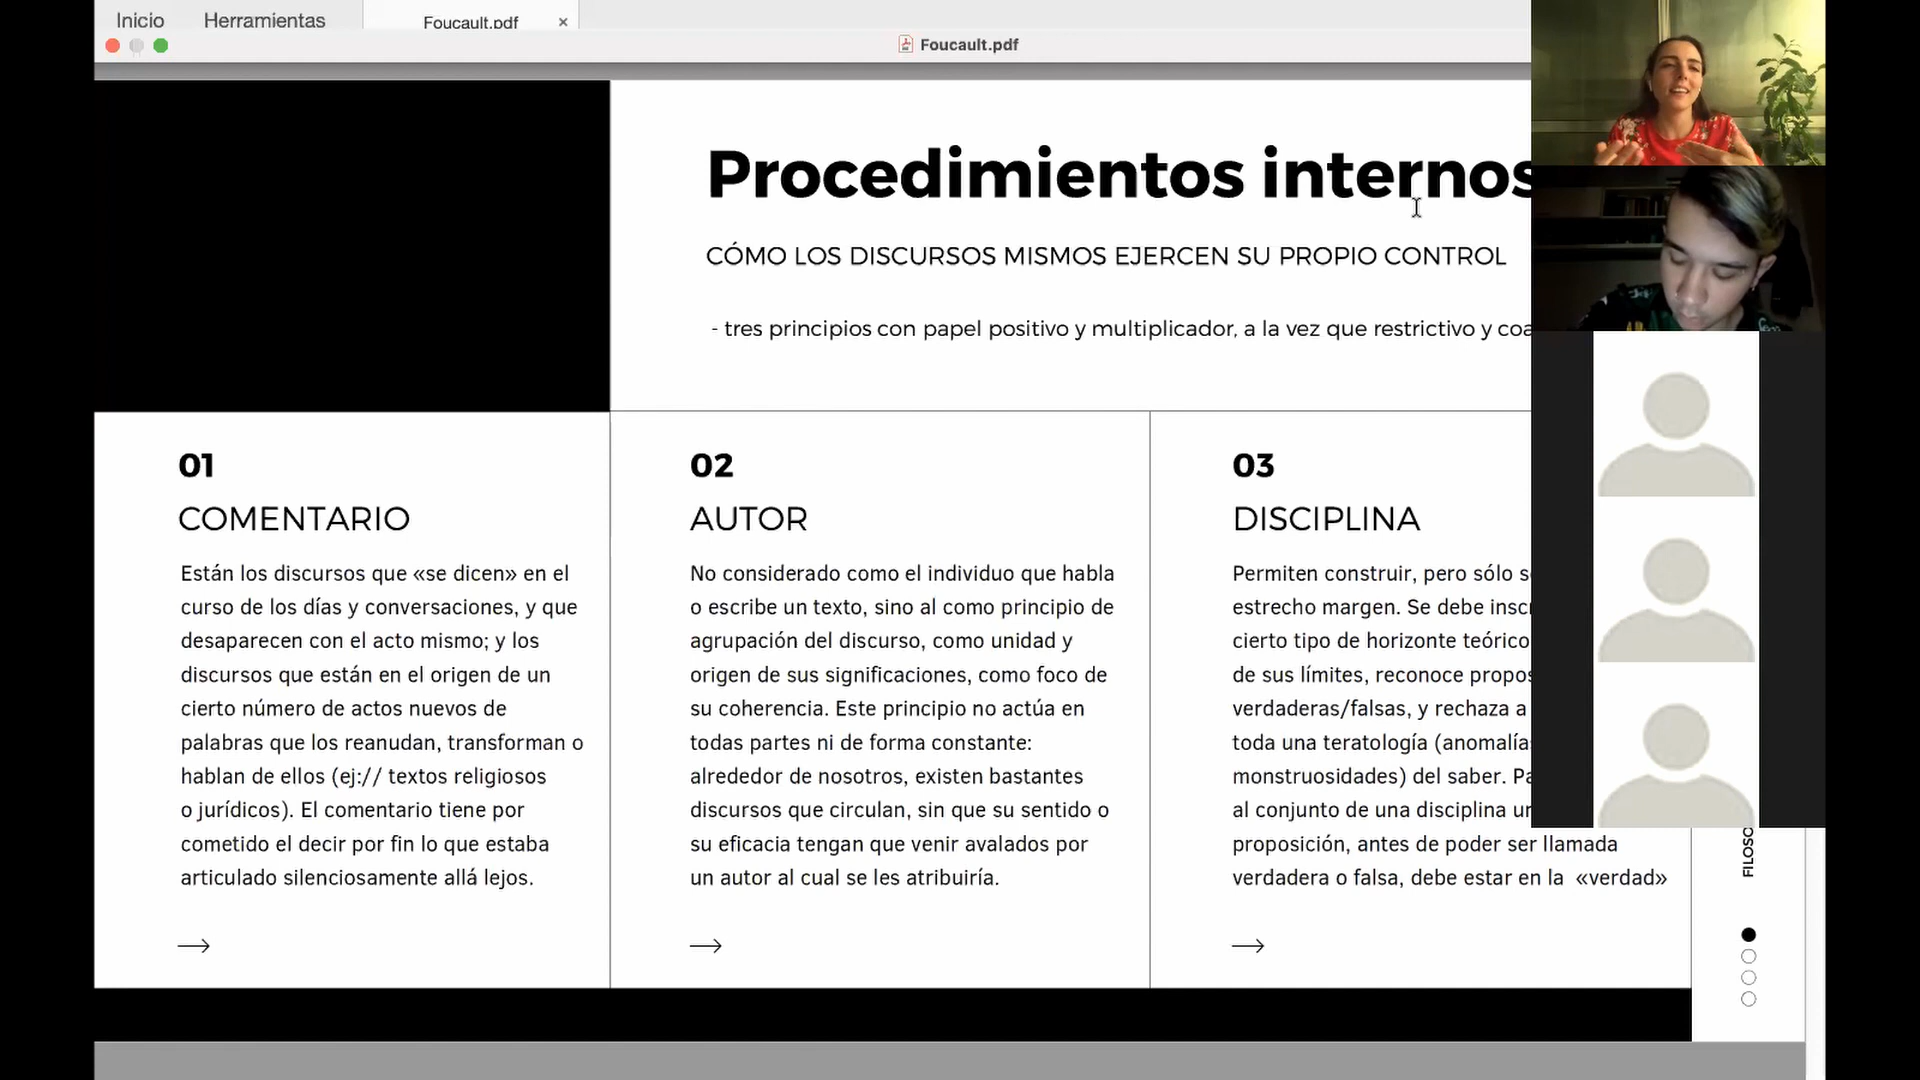 Inicio Herramientas Foucault.pdf ×
Foucault.pdf
Procedimientos internos
CÓMO LOS DISCURSOS MISMOS EJERCEN SU PROPIO CONTROL
- tres principios con papel positivo y multiplicador, a la vez que restrictivo y
01
COMENTARIO
Están los discursos que «se dicen» en el
curso de los días y conversaciones, y que
desaparecen con el acto mismo; y los
discursos que están en el origen de un
cierto número de actos nuevos de
palabras que los reanudan, transforman o
hablan de ellos (ej:// textos religiosos
o jurídicos). El comentario tiene por
cometido el decir por fin lo que estaba
articulado silenciosamente allá lejos.
02
AUTOR
No considerado como el individuo que habla
o escribe un texto, sino al como principio de
agrupación del discurso, como unidad y
origen de sus significaciones, como foco de
su coherencia. Este principio no actúa en
todas partes ni de forma constante:
alrededor de nosotros, existen bastantes
discursos que circulan, sin que su sentido o
su eficacia tengan que venir avalados por
un autor al cual se les atribuiría.
03
DISCIPLINA
Permiten construir, pero sólo
estrecho margen. Se debe
cierto tipo de horizonte teórico
de sus límites, reconoce
verdaderas/falsas, y rechaza a
toda una teratología
monstruosidades) del saber.
al conjunto de una disciplina
proposición, antes de poder ser llamada
verdadera o falsa, debe estar en la «verdad»